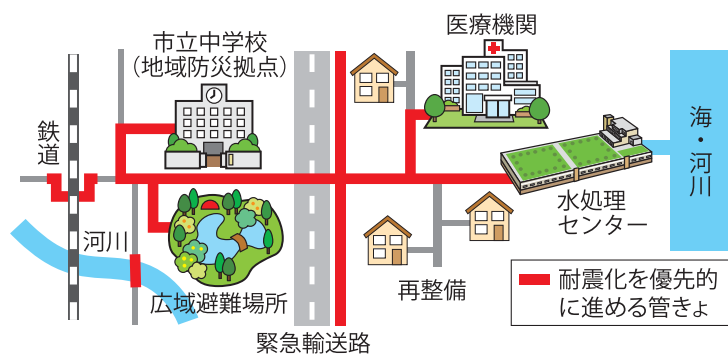 市立中学校
（地域防災拠点）
医療機関
鉄道
海・河川
水処理
センター
河川
広域避難場所
再整備
緊急輸送路
耐震化を優先的
に進める管きょ